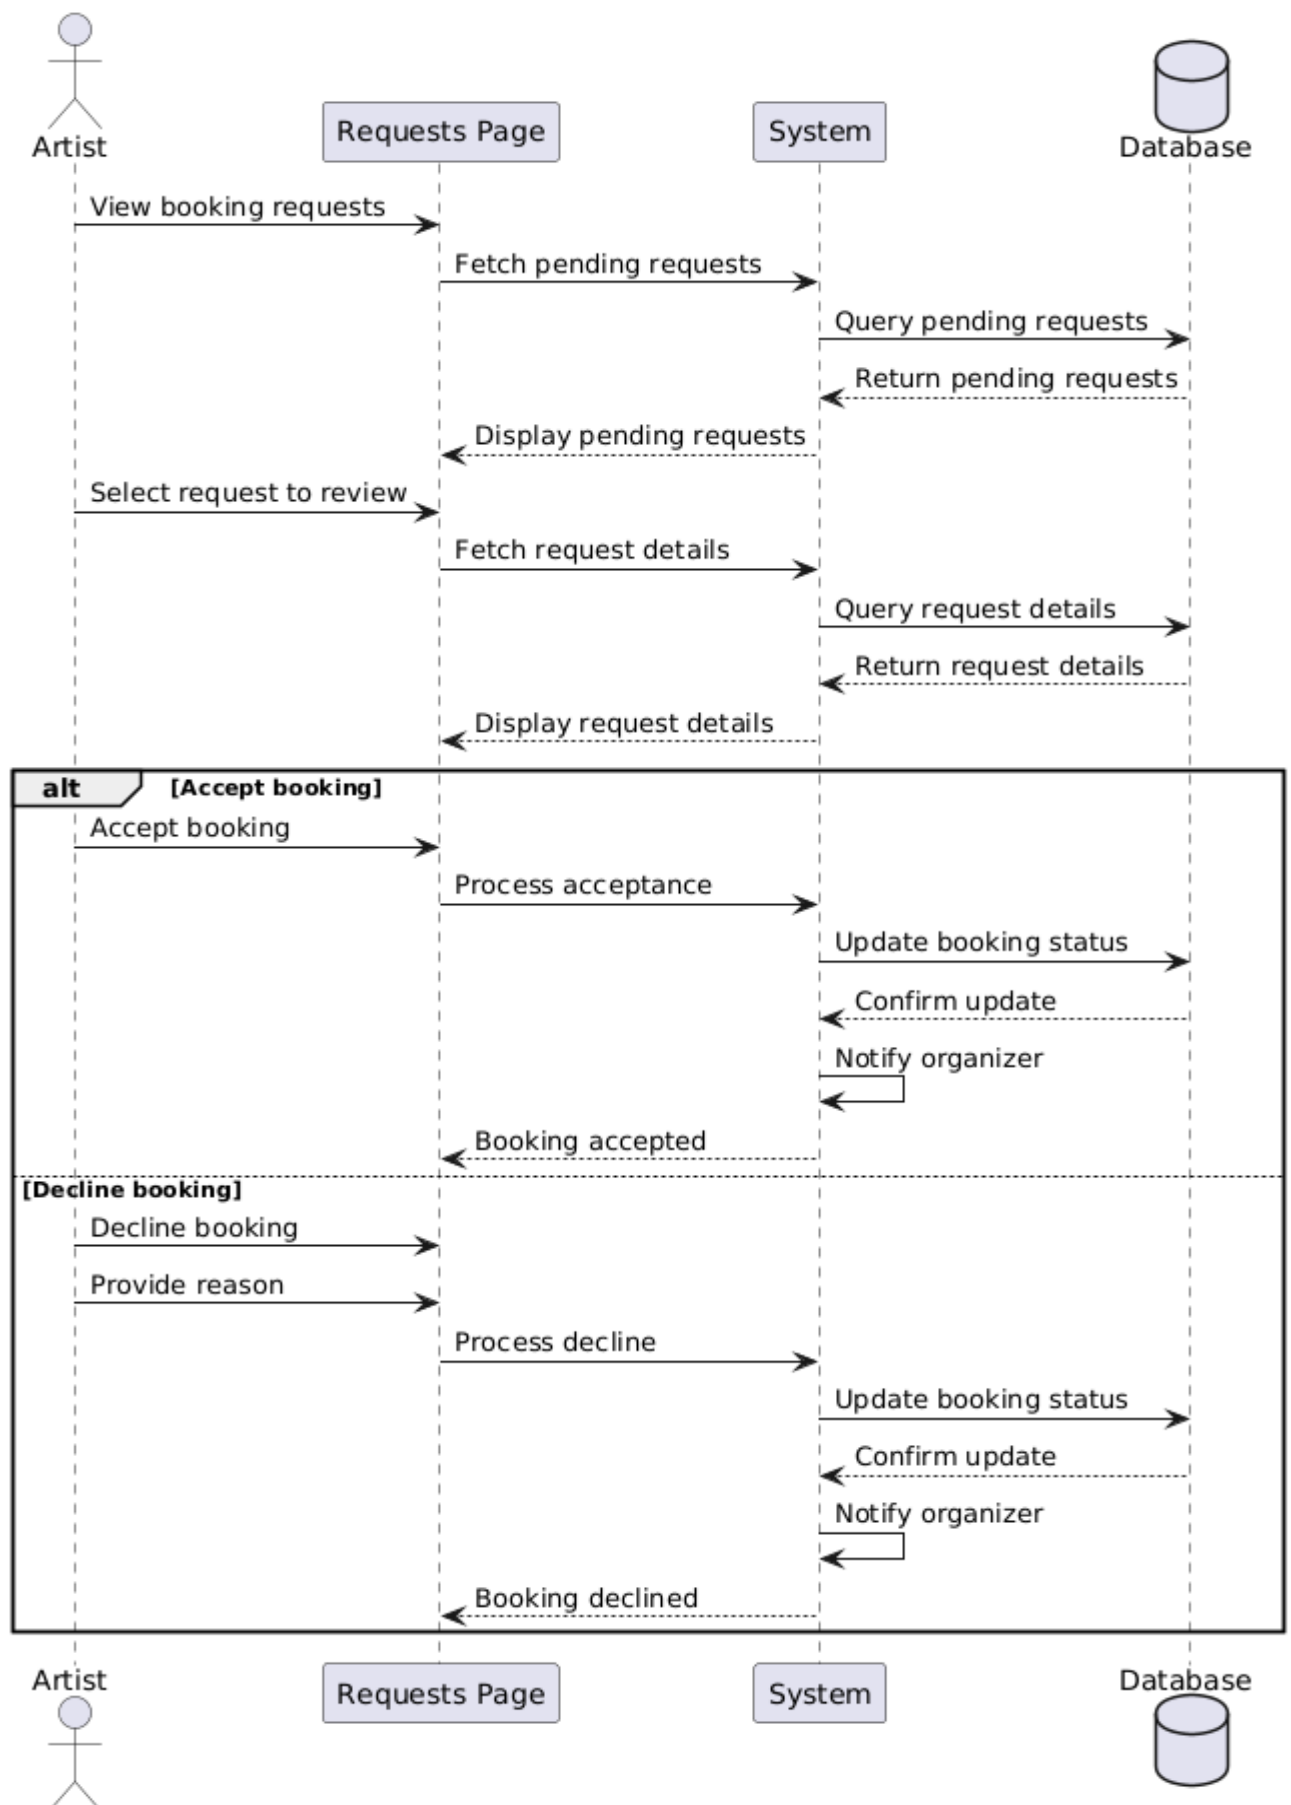 Artist
Requests Page
System
Database
View booking requests
Fetch pending requests
Query pending requests
Return pending requests
Display pending requests
Select request to review
Fetch request details
Query request details
Return request details
Display request details
alt
[Accept booking]
Accept booking
Process acceptance
Update booking status
Confirm update
Notify organizer
Booking accepted
[Decline booking]
Decline booking
Provide reason
Process decline
Update booking status
Confirm update
Notify organizer
Booking declined
Artist
Requests Page
System
Database